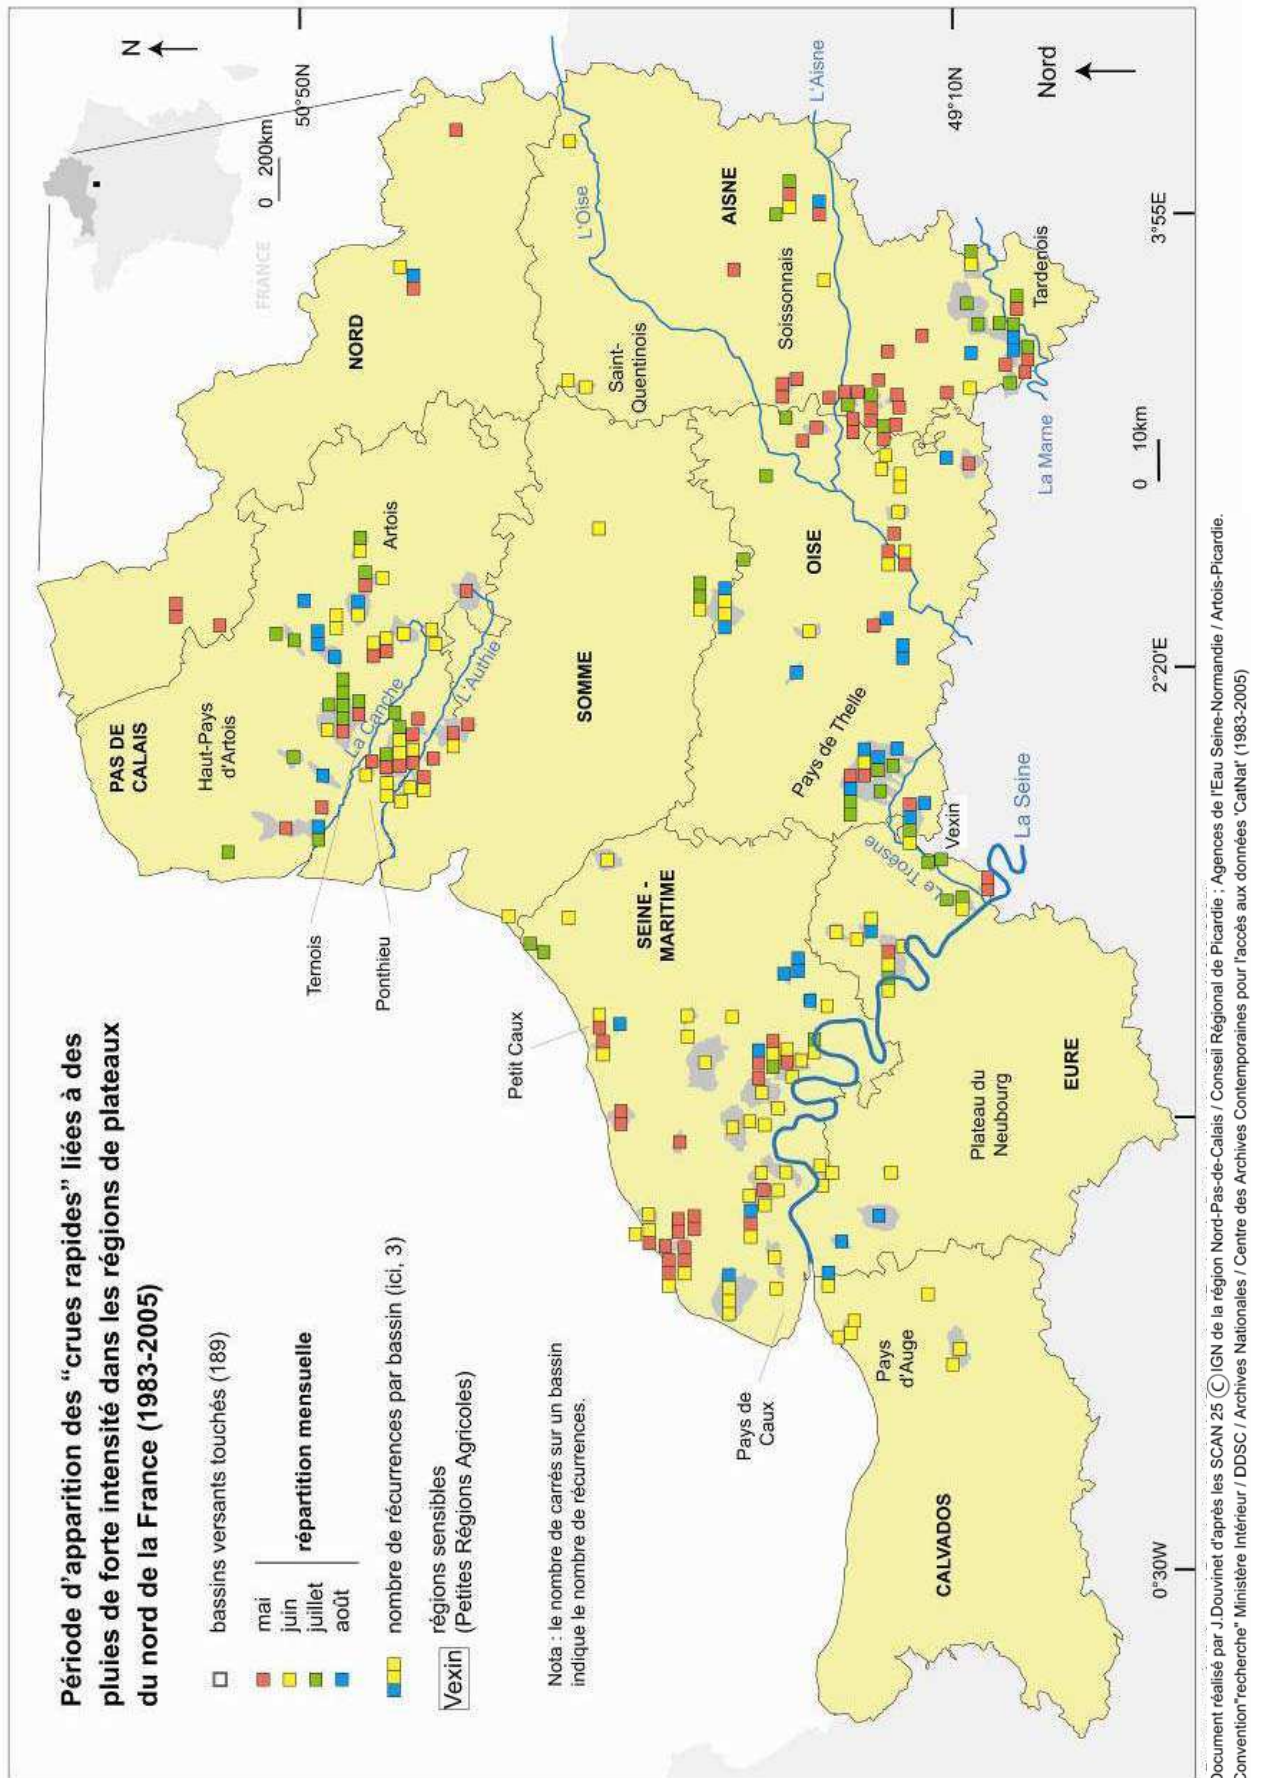 Période d'apparition des "crues rapides" liées à des
pluies de forte intensité dans les régions de plateaux
du nord de la France (1983-2005)
bassins versants touchés (189)
mai
juin
juillet
août
répartition mensuelle
nombre de récurrences par bassin (ici, 3)
Vexin
régions sensibles
(Petites Régions Agricoles)
Nota : le nombre de carrés sur un bassin
indique le nombre de récurrences.
N
FRANCE
0 200km
50°50N
49°10N
Nord
3°55E
2°20'E
0°30W
0 10km
PAS DE
CALAIS
Haut-Pays
d'Artois
Artois
NORD
La Canche
L'Authie
Ternois
Ponthieu
SOMME
Saint-
Quentinois
L'Oise
AISNE
Soissonnais
L'Aisne
Tardenois
La Marne
OISE
Pays de Thelle
Vexin
Le Troësne
La Seine
SEINE -
MARITIME
Petit Caux
Pays de
Caux
EURE
Plateau du
Neubourg
Pays
d'Auge
CALVADOS
Document réalisé par J.Douvinet d'après les SCAN 25 © IGN de la région Nord-Pas-de-Calais / Conseil Régional de Picardie ; Agences de l'Eau Seine-Normandie / Artois-Picardie.
Convention"recherche" Ministère Intérieur / DDSC / Archives Nationales / Centre des Archives Contemporaines pour l'accès aux données 'CatNat' (1983-2005)